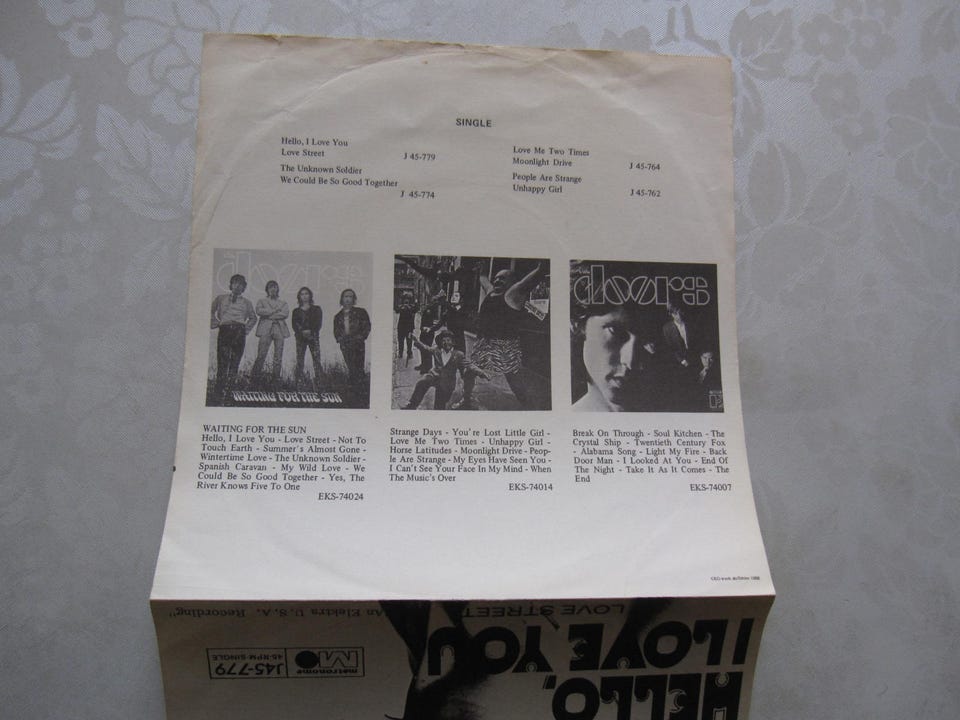 SINGLE
Hello, I Love You
Love Street J 45-779
The Unknown Soldier
We Could Be So Good Together
J 45-774
Love Me Two Times
Moonlight Drive J 45-764
People Are Strange
Unhappy Girl J 45-762
doors
WAITING FOR THE SUN
doors
WAITING FOR THE SUN
Hello, I Love You - Love Street - Not To
Touch Earth - Summer's Almost Gone -
Wintertime Love - The Unknown Soldier-
Spanish Caravan - My Wild Love - We
Could Be So Good Together - Yes, The
River Knows Five To One
EKS-74024
Strange Days - You're Lost Little Girl -
Love Me Two Times - Unhappy Girl -
Horse Latitudes - Moonlight Drive - Peop-
le Are Strange - My Eyes Have Seen You -
I Can't See Your Face In My Mind - When
The Music's Over
EKS-74014
Break On Through - Soul Kitchen - The
Crystal Ship - Twentieth Century Fox
- Alabama Song - Light My Fire - Back
Door Man - I Looked At You - End Of
The Night - Take It As It Comes - The
End
EKS-74007
HELLO,
I LOVE YOU
LOVE STREET
An Elektra U.S.A. Recording"
metronome
J45-779
45-RPM-SINGLE